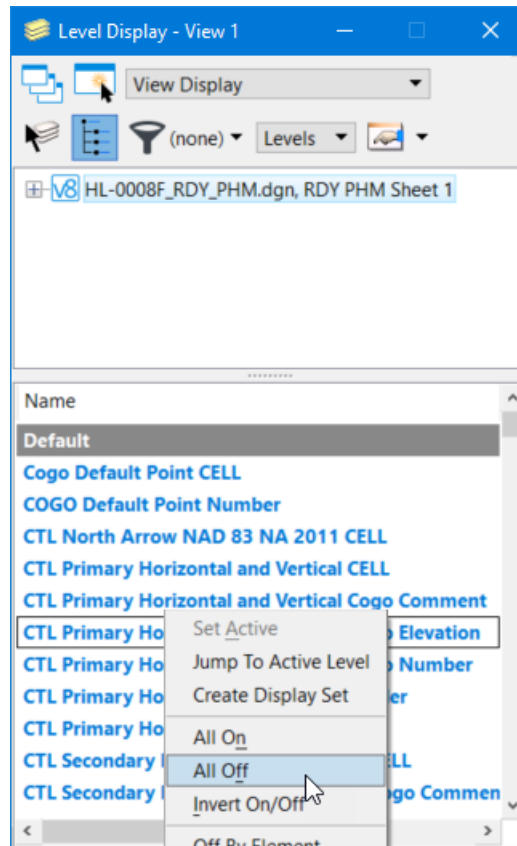 Level Display - View 1
View Display
(none) Levels
V8 HL-0008F_RDY_PHM.dgn, RDY PHM Sheet 1
Name
Default
Cogo Default Point CELL
COGO Default Point Number
CTL North Arrow NAD 83 NA 2011 CELL
CTL Primary Horizontal and Vertical CELL
CTL Primary Horizontal and Vertical Cogo Comment
CTL Primary Ho Elevation
CTL Primary Ho Number
CTL Primary Ho er
CTL Primary Ho
CTL Secondary LL
CTL Secondary go Commen
Set Active
Jump To Active Level
Create Display Set
All On
All Off
Invert On/Off
Off By Element